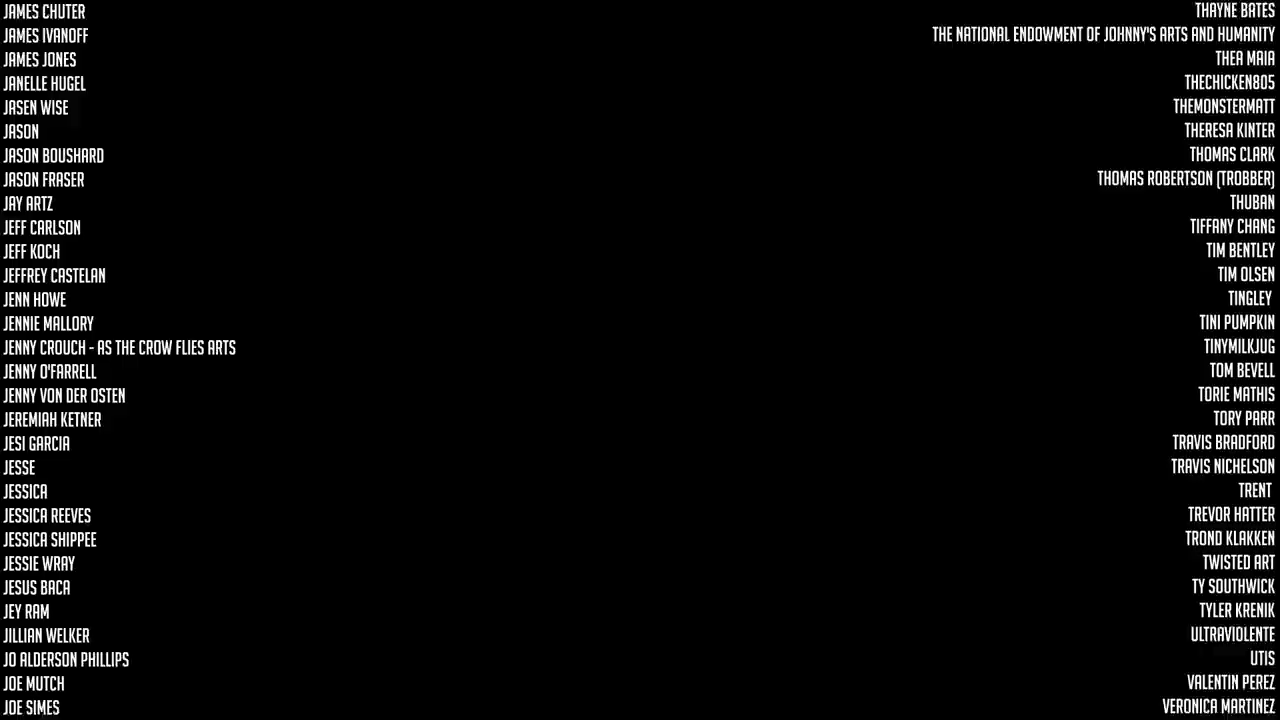 JAMES CHUTER
JAMES IVANOFF
JAMES JONES
JANELLE HUGEL
JASEN WISE
JASON
JASON BOUSHARD
JASON FRASER
JAY ARTZ
JEFF CARLSON
JEFF KOCH
JEFFREY CASTELAN
JENN HOWE
JENNIE MALLORY
JENNY CROUCH - AS THE CROW FLIES ARTS
JENNY O'FARRELL
JENNY VON DER OSTEN
JEREMIAH KETNER
JESI GARCIA
JESSE
JESSICA
JESSICA REEVES
JESSICA SHIPPEE
JESSIE WRAY
JESUS BACA
JEY RAM
JILLIAN WELKER
JO ALDERSON PHILLIPS
JOE MUTCH
JOE SIMES
THAYNE BATES
THE NATIONAL ENDOWMENT OF JOHNNY'S ARTS AND HUMANITY
THEA MAIA
THECHICKEN805
THEMONSTERMATT
THERESA KINTER
THOMAS CLARK
THOMAS ROBERTSON (TROBBER)
THUBAN
TIFFANY CHANG
TIM BENTLEY
TIM OLSEN
TINGLEY
TINI PUMPKIN
TINYMILKJUG
TOM BEVELL
TORIE MATHIS
TORY PARR
TRAVIS BRADFORD
TRAVIS NICHELSON
TRENT
TREVOR HATTER
TROND KLAKKEN
TWISTED ART
TY SOUTHWICK
TYLER KRENIK
ULTRAVIOLENTE
UTIS
VALENTIN PEREZ
VERONICA MARTINEZ